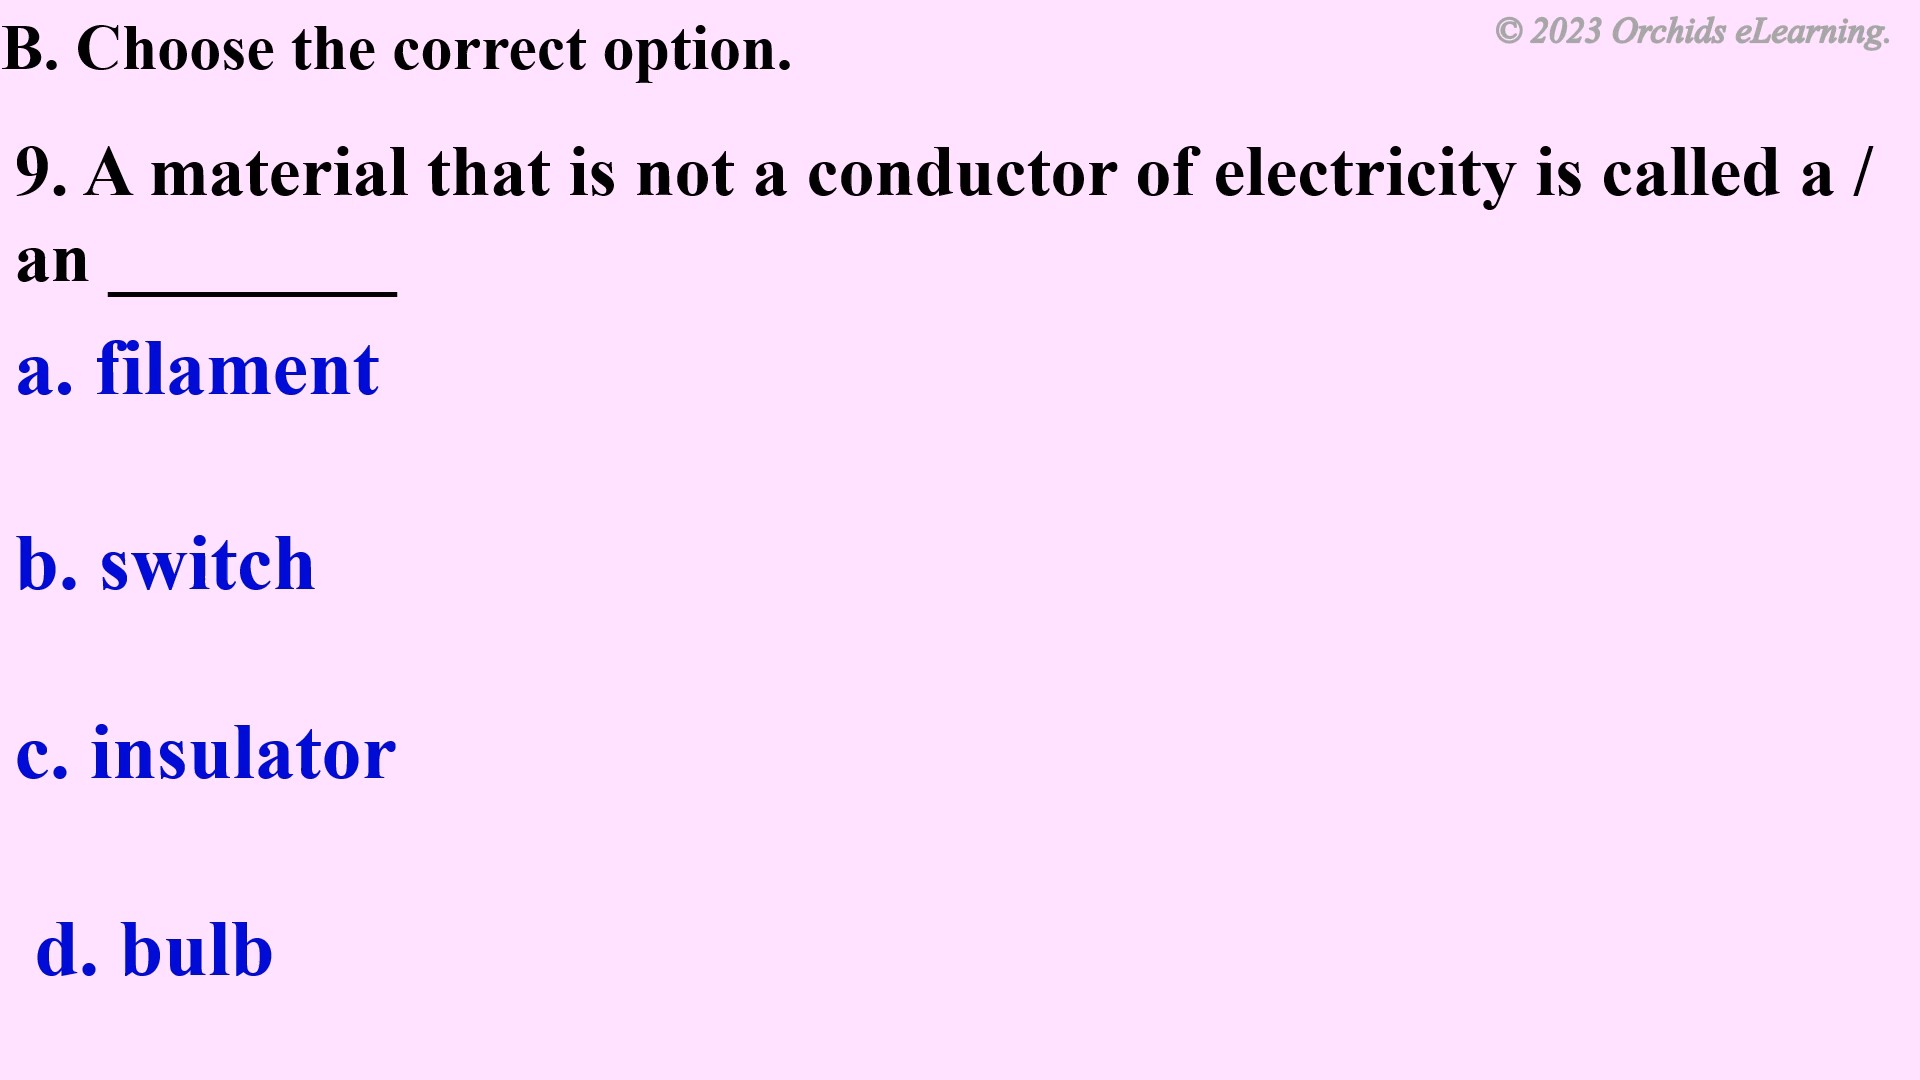 B. Choose the correct option.
© 2023 Orchids eLearning.
9. A material that is not a conductor of electricity is called a /
an _________
a. filament
b. switch
c. insulator
d. bulb